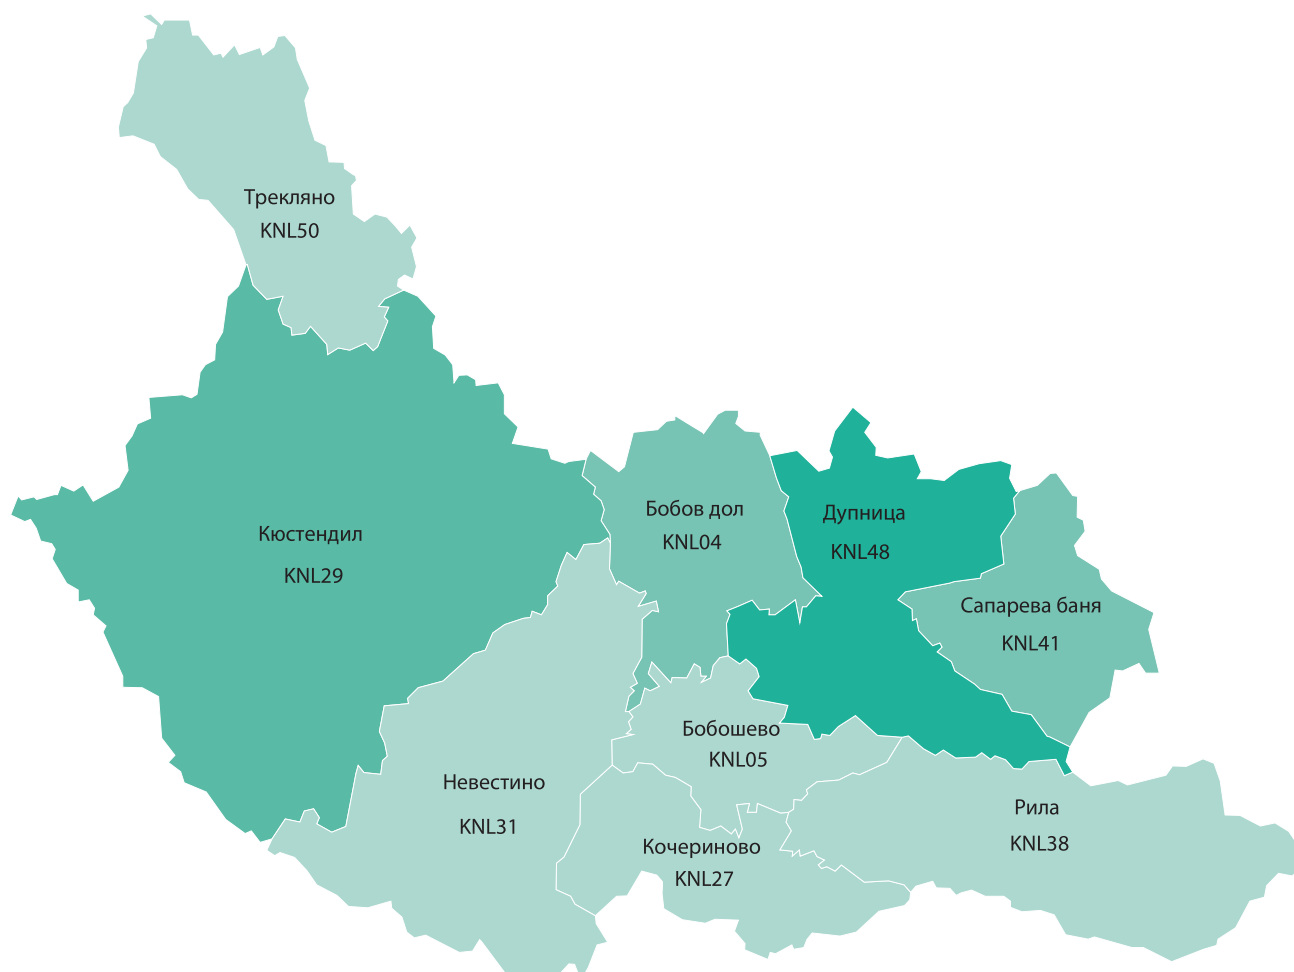 Трекляно
KNL50
Кюстендил
KNL29
Бобов дол
KNL04
Дупница
KNL48
Сапарева баня
KNL41
Бобошево
KNL05
Невестино
KNL31
Рила
KNL38
Кочериново
KNL27